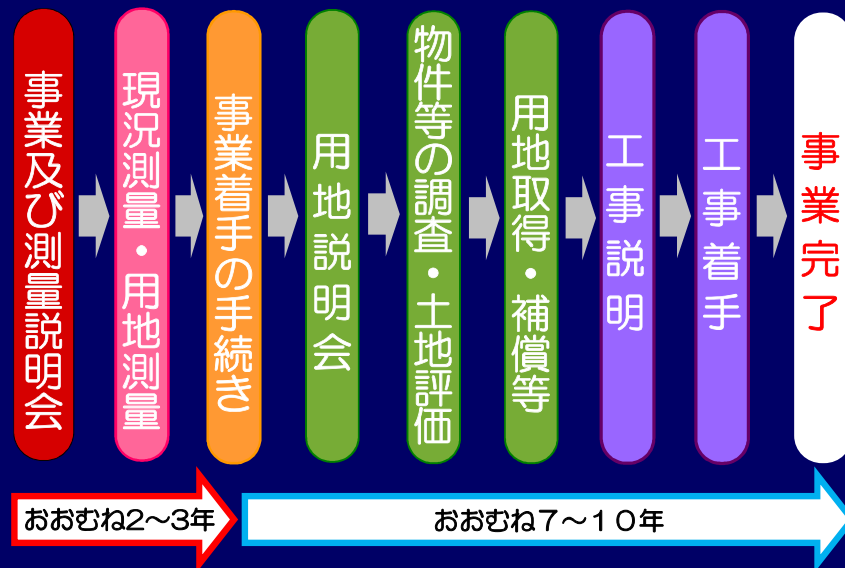 事業及び測量説明会
現況測量・用地測量
事業着手の手続き
用地説明会
物件等の調査・土地評価
用地取得・補償等
工事説明
工事着手
事業完了
おおむね2～3年
おおむね７～１０年